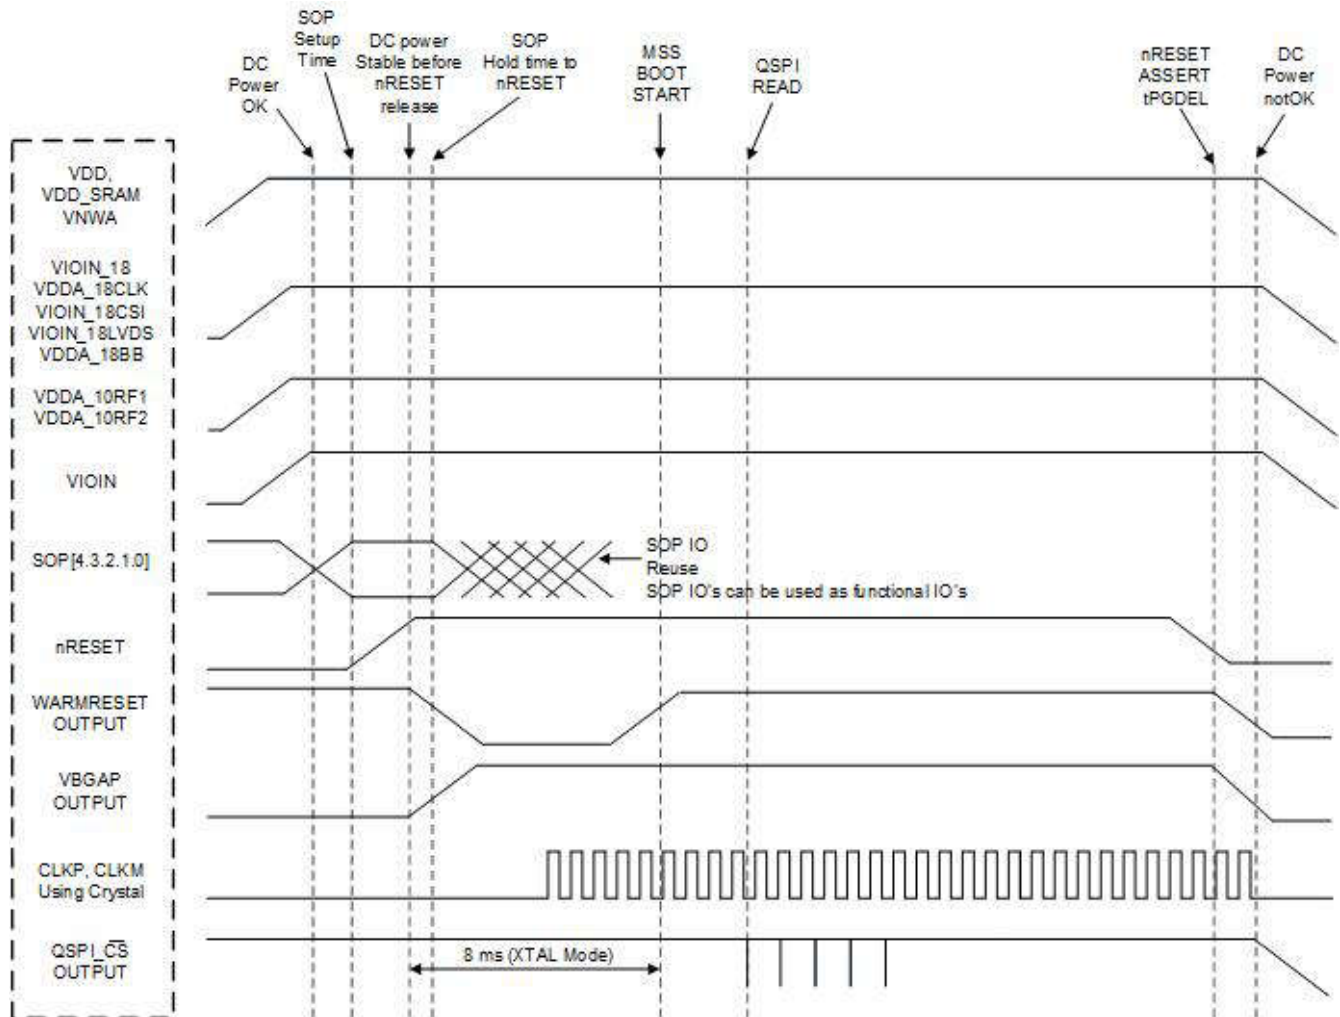 DC
Power
OK
SOP
Setup
Time
DC power
Stable before
nRESET
release
SOP
Hold time to
nRESET
MSS
BOOT
START
QSPI
READ
nRESET
ASSERT
tPGDEL
DC
Power
notOK
VDD,
VDD_SRAM
VNWA
VIOIN_18
VDDA_18CLK
VIOIN_18CSI
VIOIN_18LVDS
VDDA_18BB
VDDA_10RF1
VDDA_10RF2
VIOIN
SOP[4.3.2.1.0]
SOP IO
Reuse
SOP IO's can be used as functional IO's
nRESET
WARMRESET
OUTPUT
VBGAP
OUTPUT
CLKP, CLKM
Using Crystal
QSPI_C̅S̅
OUTPUT
8 ms (XTAL Mode)